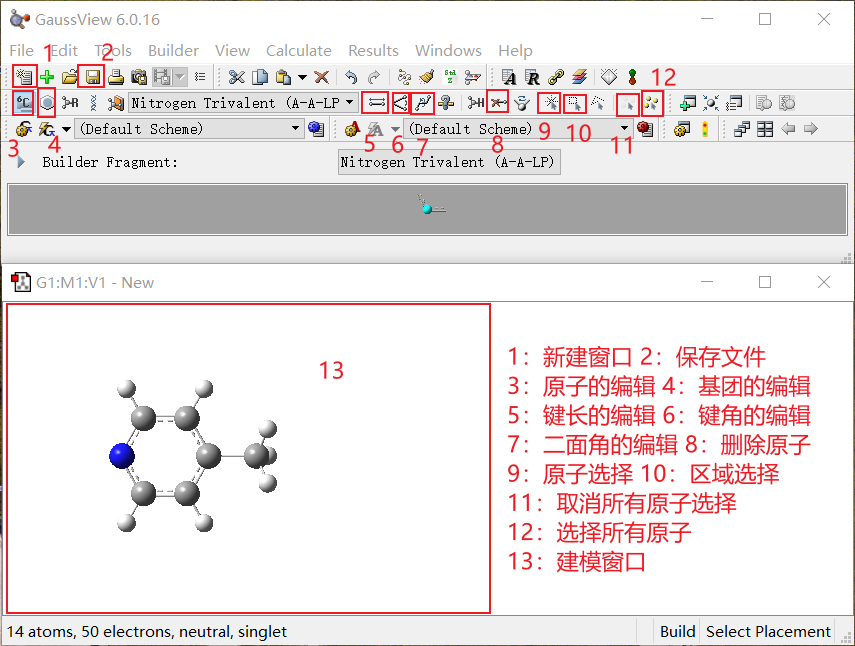 GaussView 6.0.16
File Edit Tools Builder View Calculate Results Windows Help
1 2
12
Nitrogen Trivalent (A-A-LP
(Default Scheme) (Default Scheme)
3 4 5 6 7 8 9 10 11
Builder Fragment: Nitrogen Trivalent (A-A-LP)
G1:M1:V1 - New
13
1：新建窗口 2：保存文件
3：原子的编辑 4：基团的编辑
5：键长的编辑 6：键角的编辑
7：二面角的编辑 8：删除原子
9：原子选择 10：区域选择
11：取消所有原子选择
12：选择所有原子
13：建模窗口
14 atoms, 50 electrons, neutral, singlet Build Select Placement